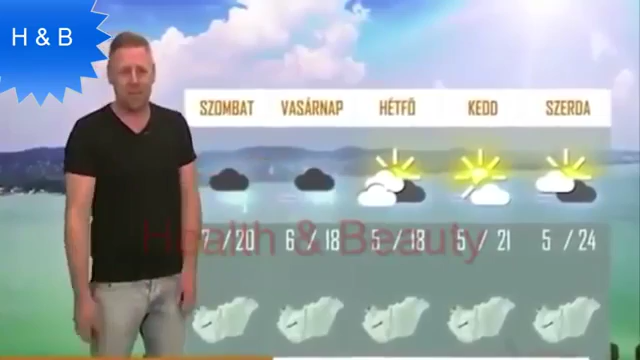 H & B
SZOMBAT VASÁRNAP HÉTFŐ KEDD SZERDA
Health & Beauty
7 / 20 6 / 18 5 / 18 5 / 21 5 / 24